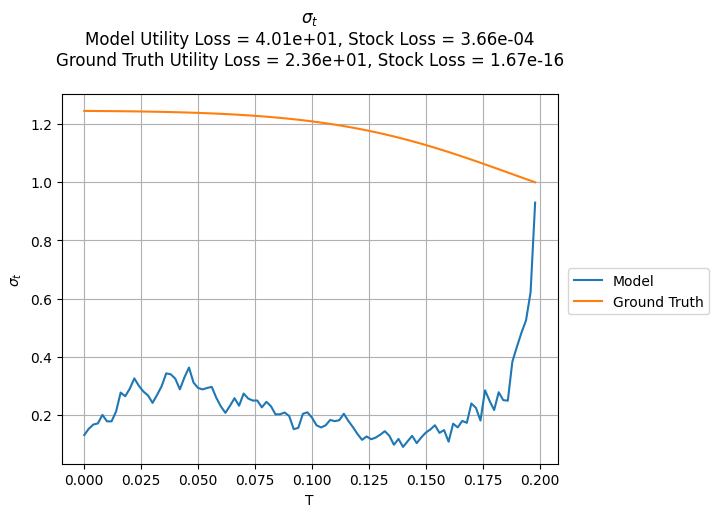 σt
Model Utility Loss = 4.01e+01, Stock Loss = 3.66e-04
Ground Truth Utility Loss = 2.36e+01, Stock Loss = 1.67e-16
1.2
1.0
0.8
0.6
0.4
0.2
σt
0.000 0.025 0.050 0.075 0.100 0.125 0.150 0.175 0.200
T
Model
Ground Truth